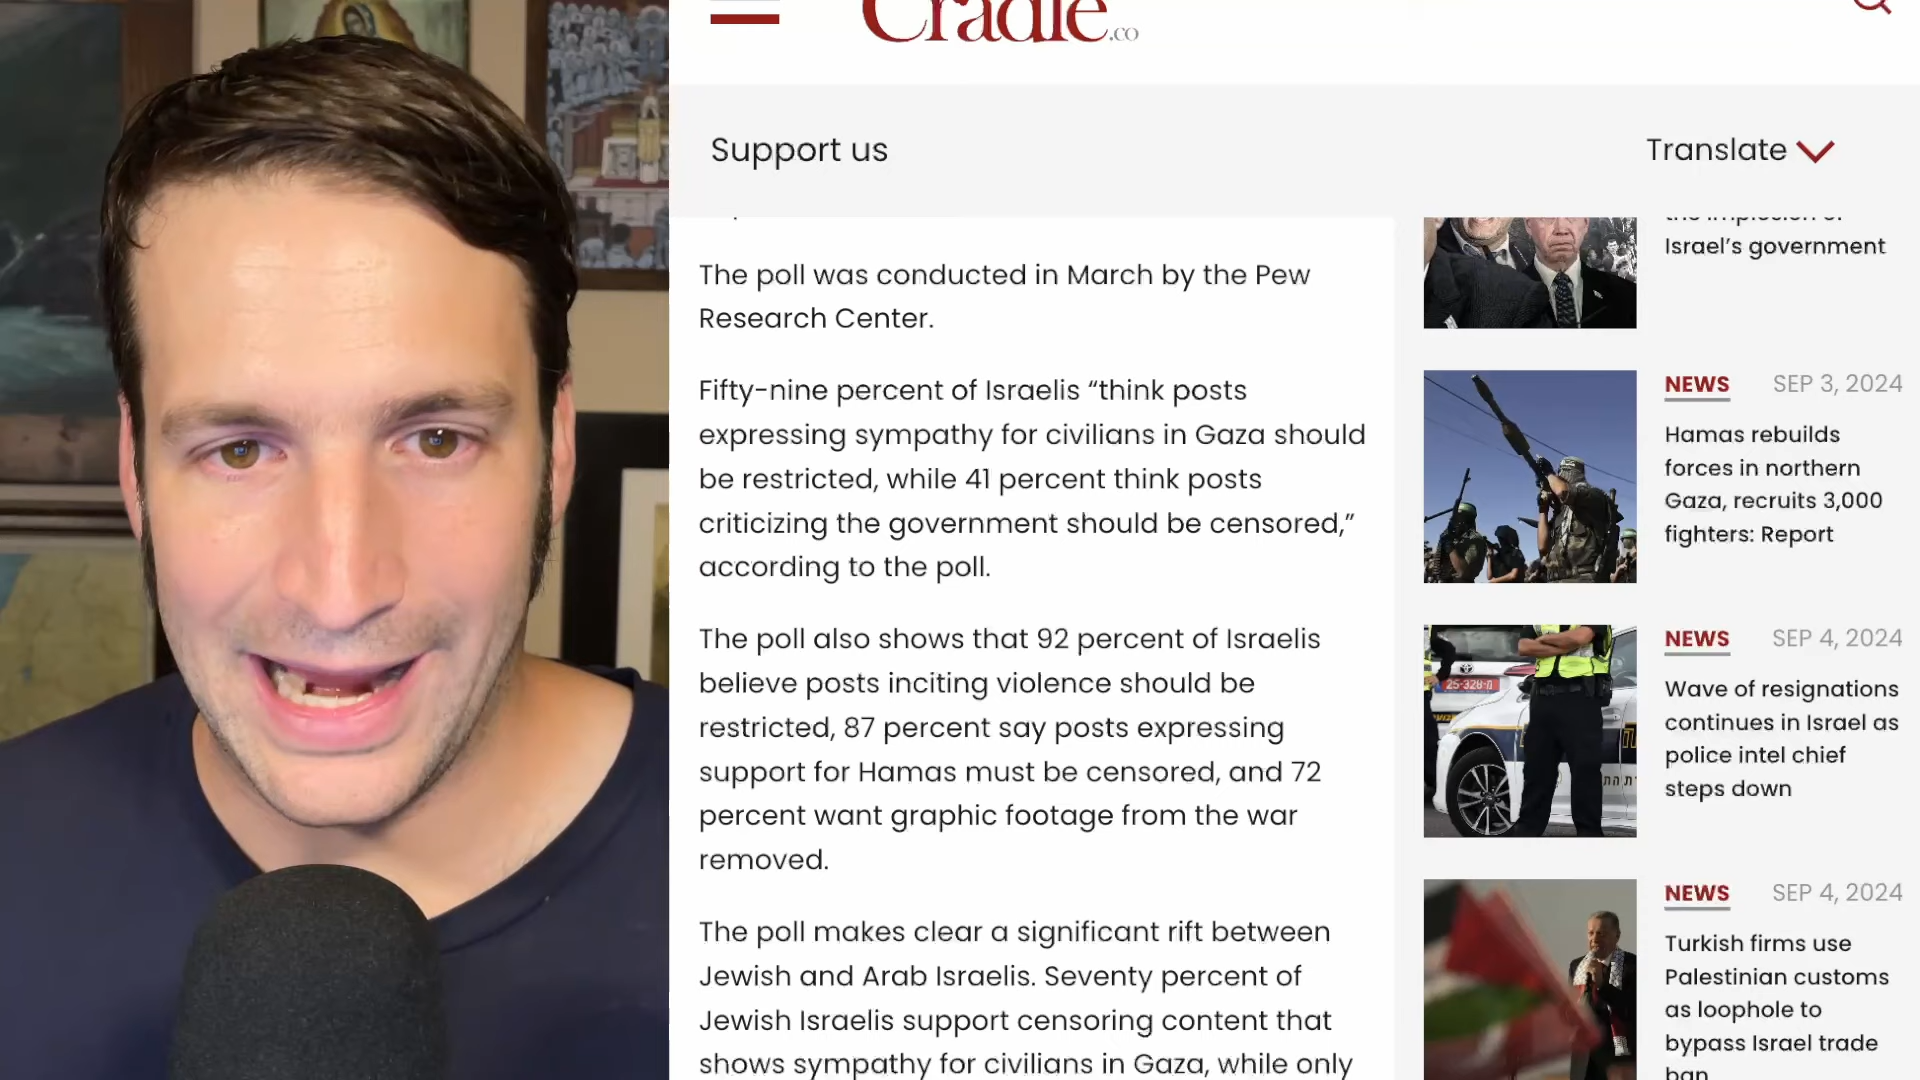 Cradle.co
Support us
Translate
The poll was conducted in March by the Pew
Research Center.
Fifty-nine percent of Israelis “think posts
expressing sympathy for civilians in Gaza should
be restricted, while 41 percent think posts
criticizing the government should be censored,”
according to the poll.
The poll also shows that 92 percent of Israelis
believe posts inciting violence should be
restricted, 87 percent say posts expressing
support for Hamas must be censored, and 72
percent want graphic footage from the war
removed.
The poll makes clear a significant rift between
Jewish and Arab Israelis. Seventy percent of
Jewish Israelis support censoring content that
shows sympathy for civilians in Gaza, while only
the implosion of
Israel’s government
NEWS SEP 3, 2024
Hamas rebuilds
forces in northern
Gaza, recruits 3,000
fighters: Report
25-328
NEWS SEP 4, 2024
Wave of resignations
continues in Israel as
police intel chief
steps down
NEWS SEP 4, 2024
Turkish firms use
Palestinian customs
as loophole to
bypass Israel trade
ban